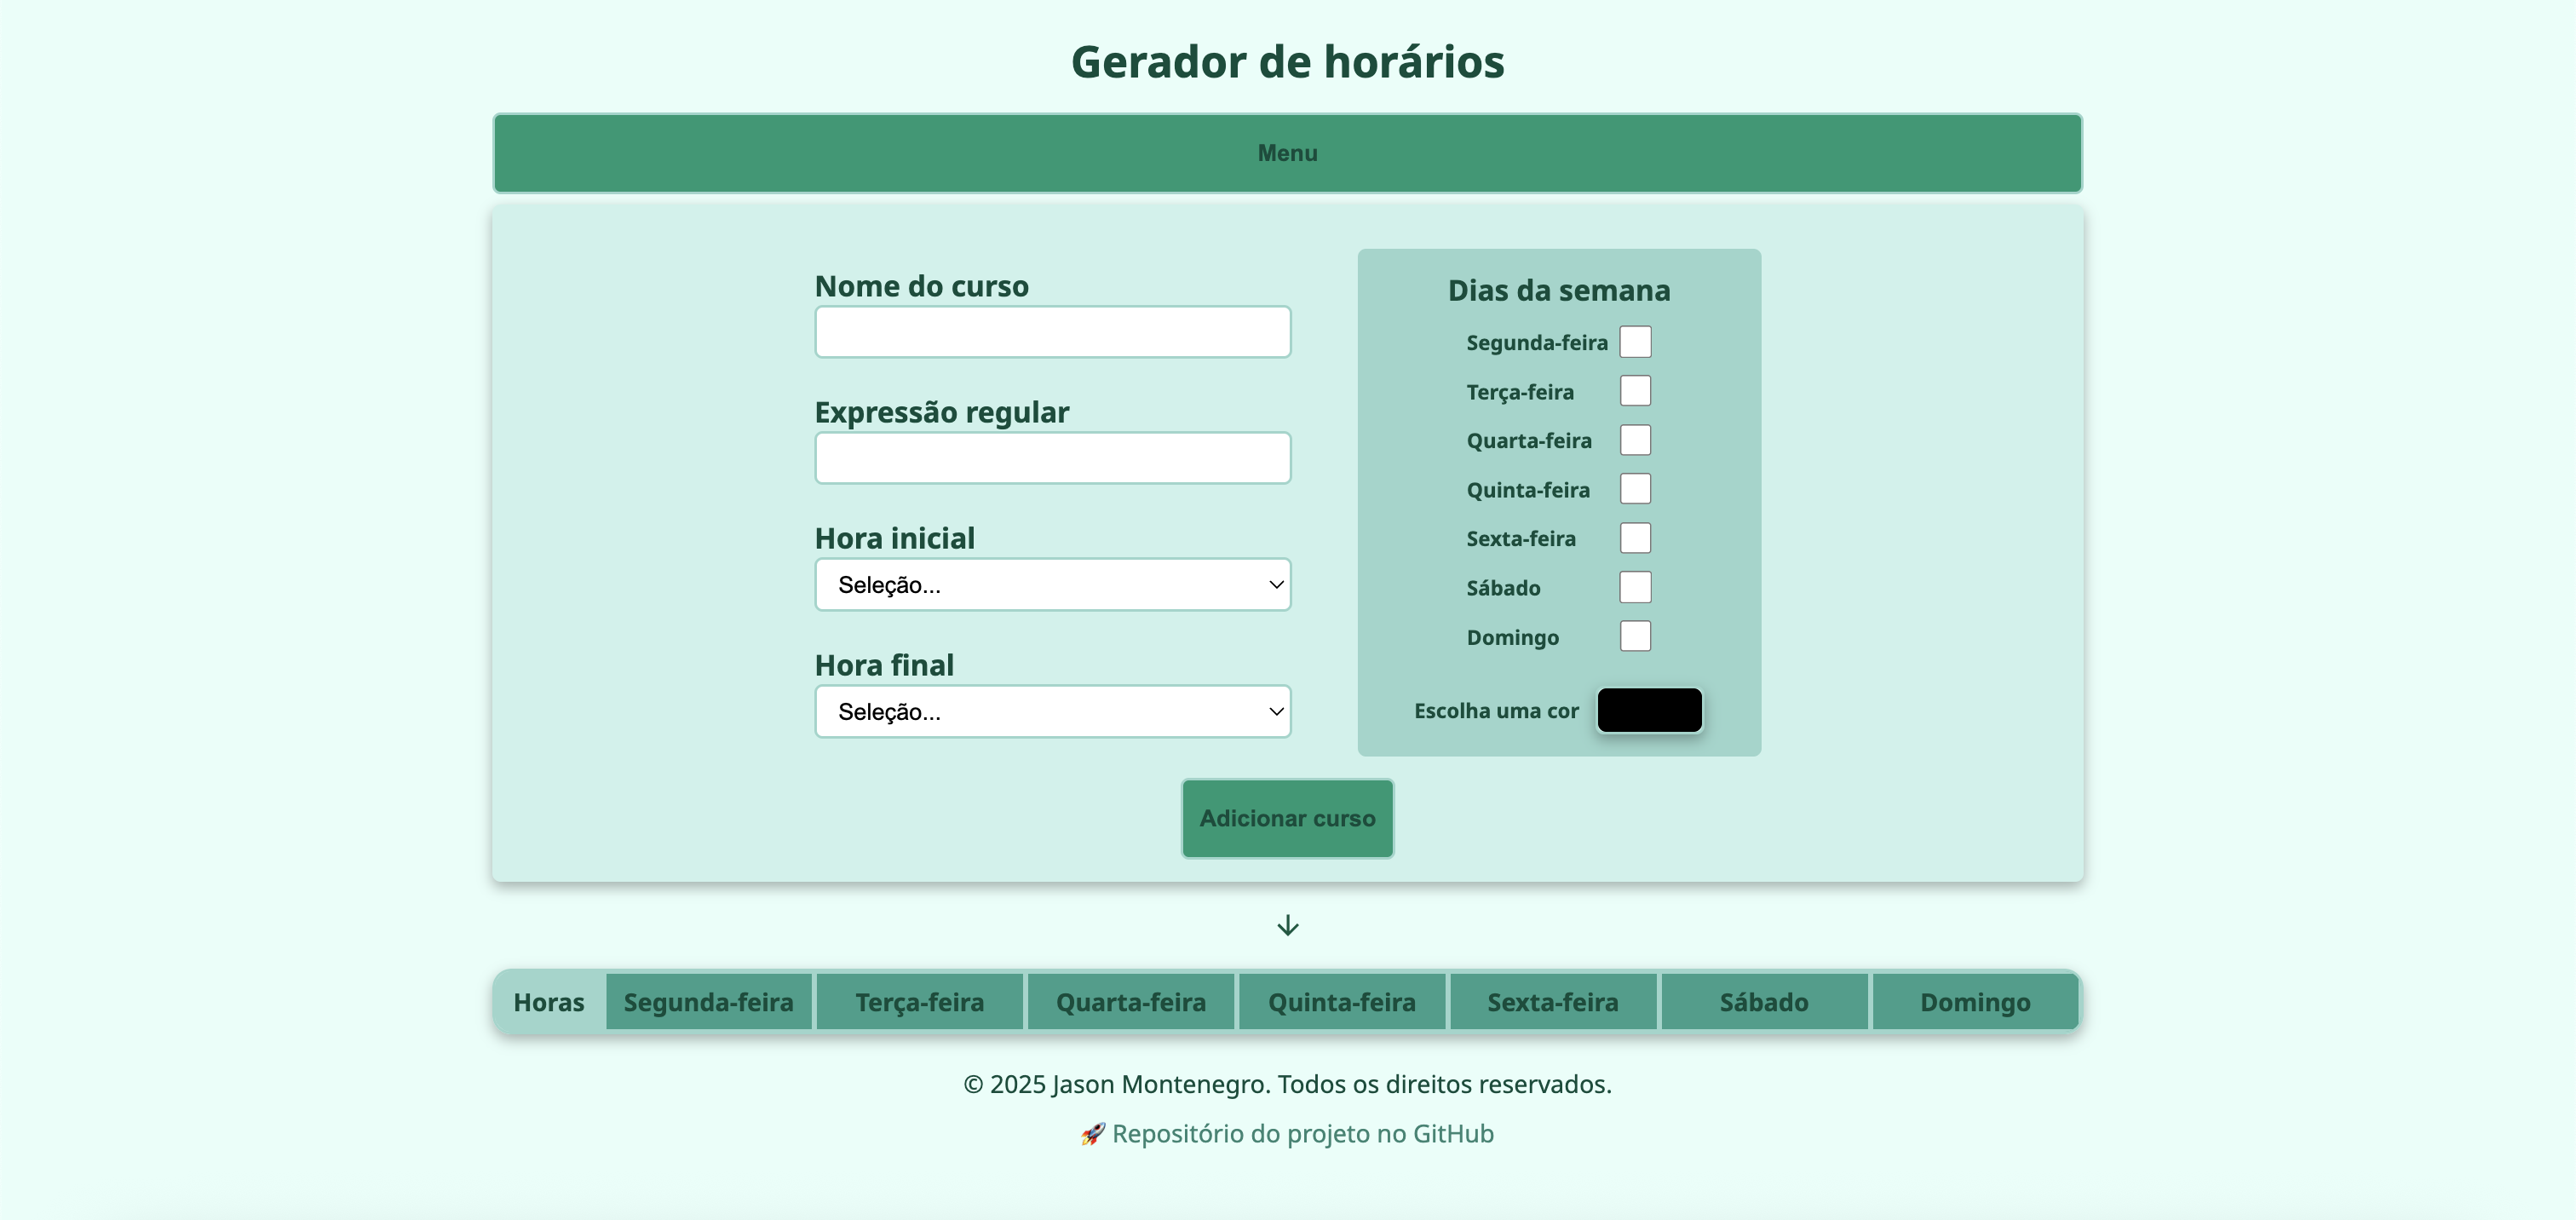 Gerador de horários
Menu
Nome do curso
Expressão regular
Hora inicial
Seleção...
Hora final
Seleção...
Dias da semana
Segunda-feira
Terça-feira
Quarta-feira
Quinta-feira
Sexta-feira
Sábado
Domingo
Escolha uma cor
Adicionar curso
↓
Horas Segunda-feira Terça-feira Quarta-feira Quinta-feira Sexta-feira Sábado Domingo
© 2025 Jason Montenegro. Todos os direitos reservados.
🚀 Repositório do projeto no GitHub